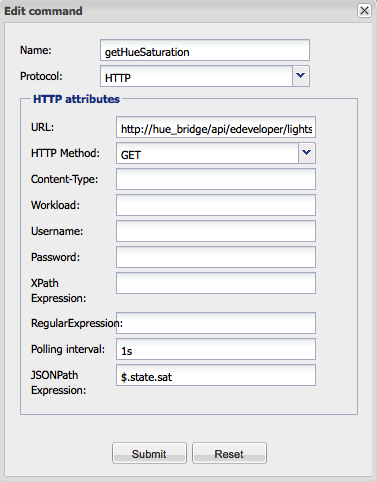 Edit command
Name: getHueSaturation
Protocol: HTTP
HTTP attributes
URL: http://hue_bridge/api/edeveloper/lights
HTTP Method: GET
Content-Type:
Workload:
Username:
Password:
XPath
Expression:
RegularExpression:
Polling interval: 1s
JSONPath
Expression: $.state.sat
Submit Reset